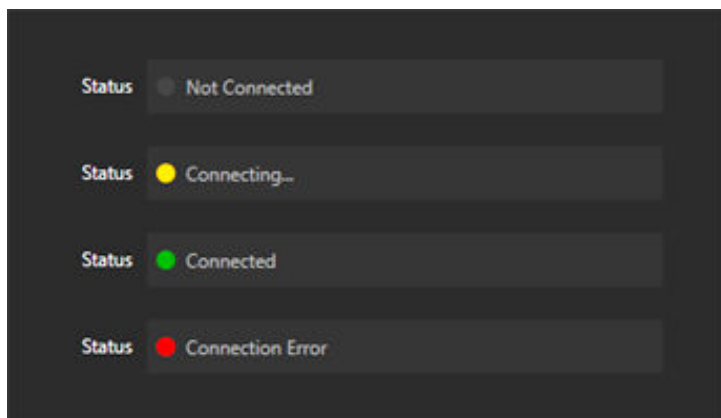 Status Not Connected
Status Connecting...
Status Connected
Status Connection Error